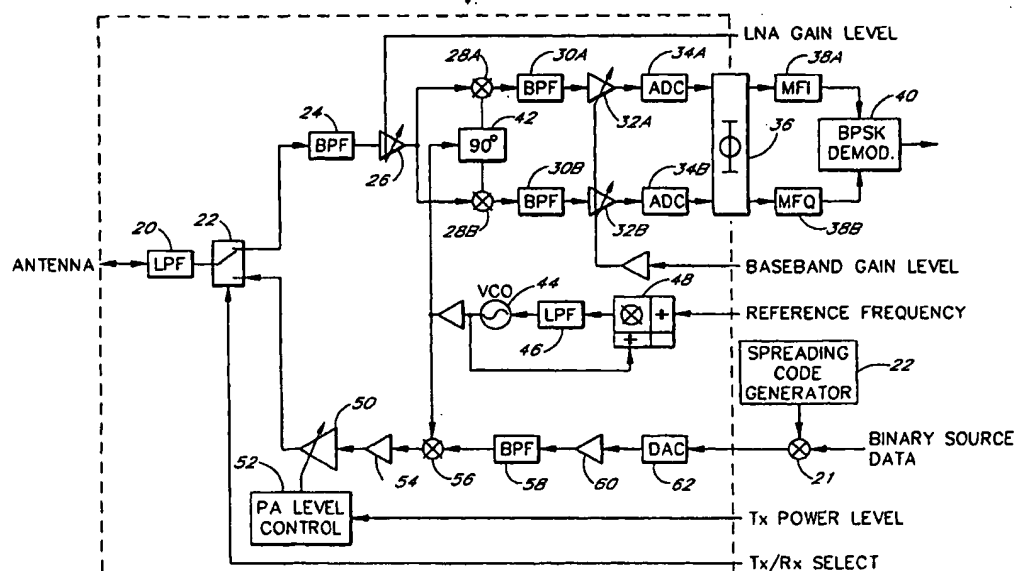 LNA GAIN LEVEL
28A
30A
34A
38A
BPF
ADC
MFI
24
42
32A
40
BPF
90°
36
BPSK
DEMOD.
26
30B
34B
20
22
BPF
ADC
MFQ
28B
32B
38B
ANTENNA
LPF
BASEBAND GAIN LEVEL
VCO
44
48
LPF
+
REFERENCE FREQUENCY
46
+
SPREADING
CODE
GENERATOR
22
50
BINARY SOURCE
DATA
BPF
DAC
52
54
56
58
60
62
21
PA LEVEL
CONTROL
Tx POWER LEVEL
Tx/Rx SELECT